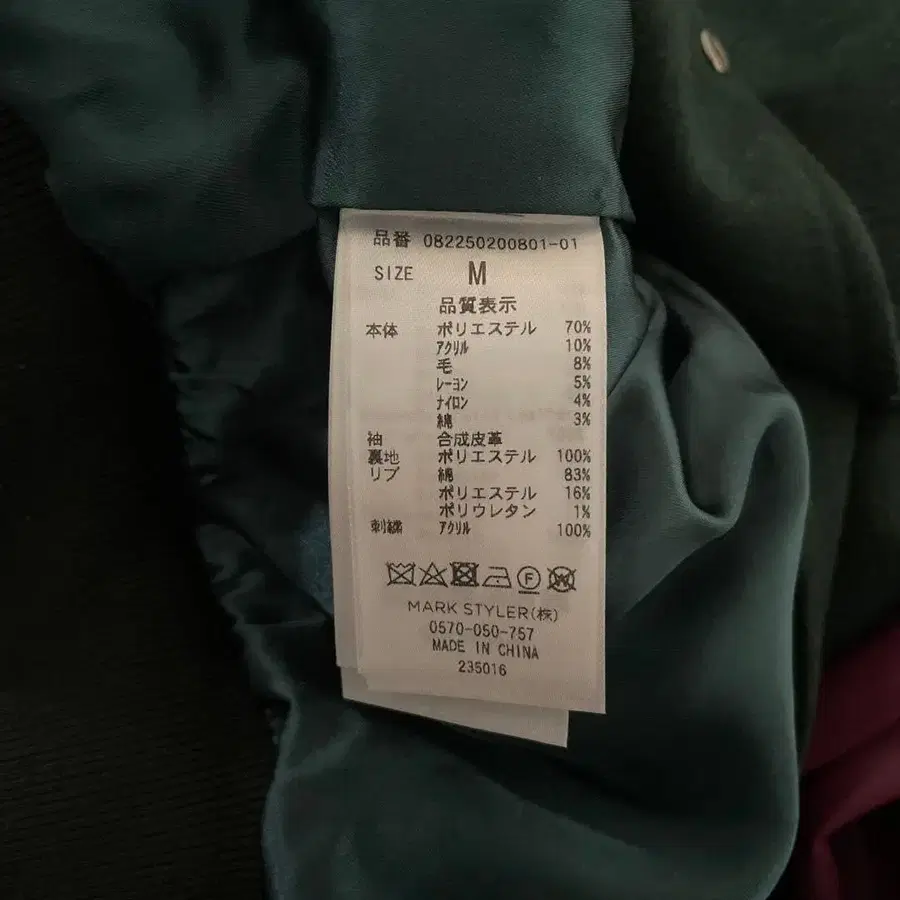 品番 082250200801-01
SIZE M
品質表示
本体 ポリエステル 70%
アクリル 10%
毛 8%
レーヨン 5%
ナイロン 4%
綿 3%
袖 合成皮革
裏地 ポリエステル 100%
リブ 綿 83%
ポリエステル 16%
ポリウレタン 1%
刺繍 アクリル 100%
F W
MARK STYLER(株)
0570-050-757
MADE IN CHINA
235016